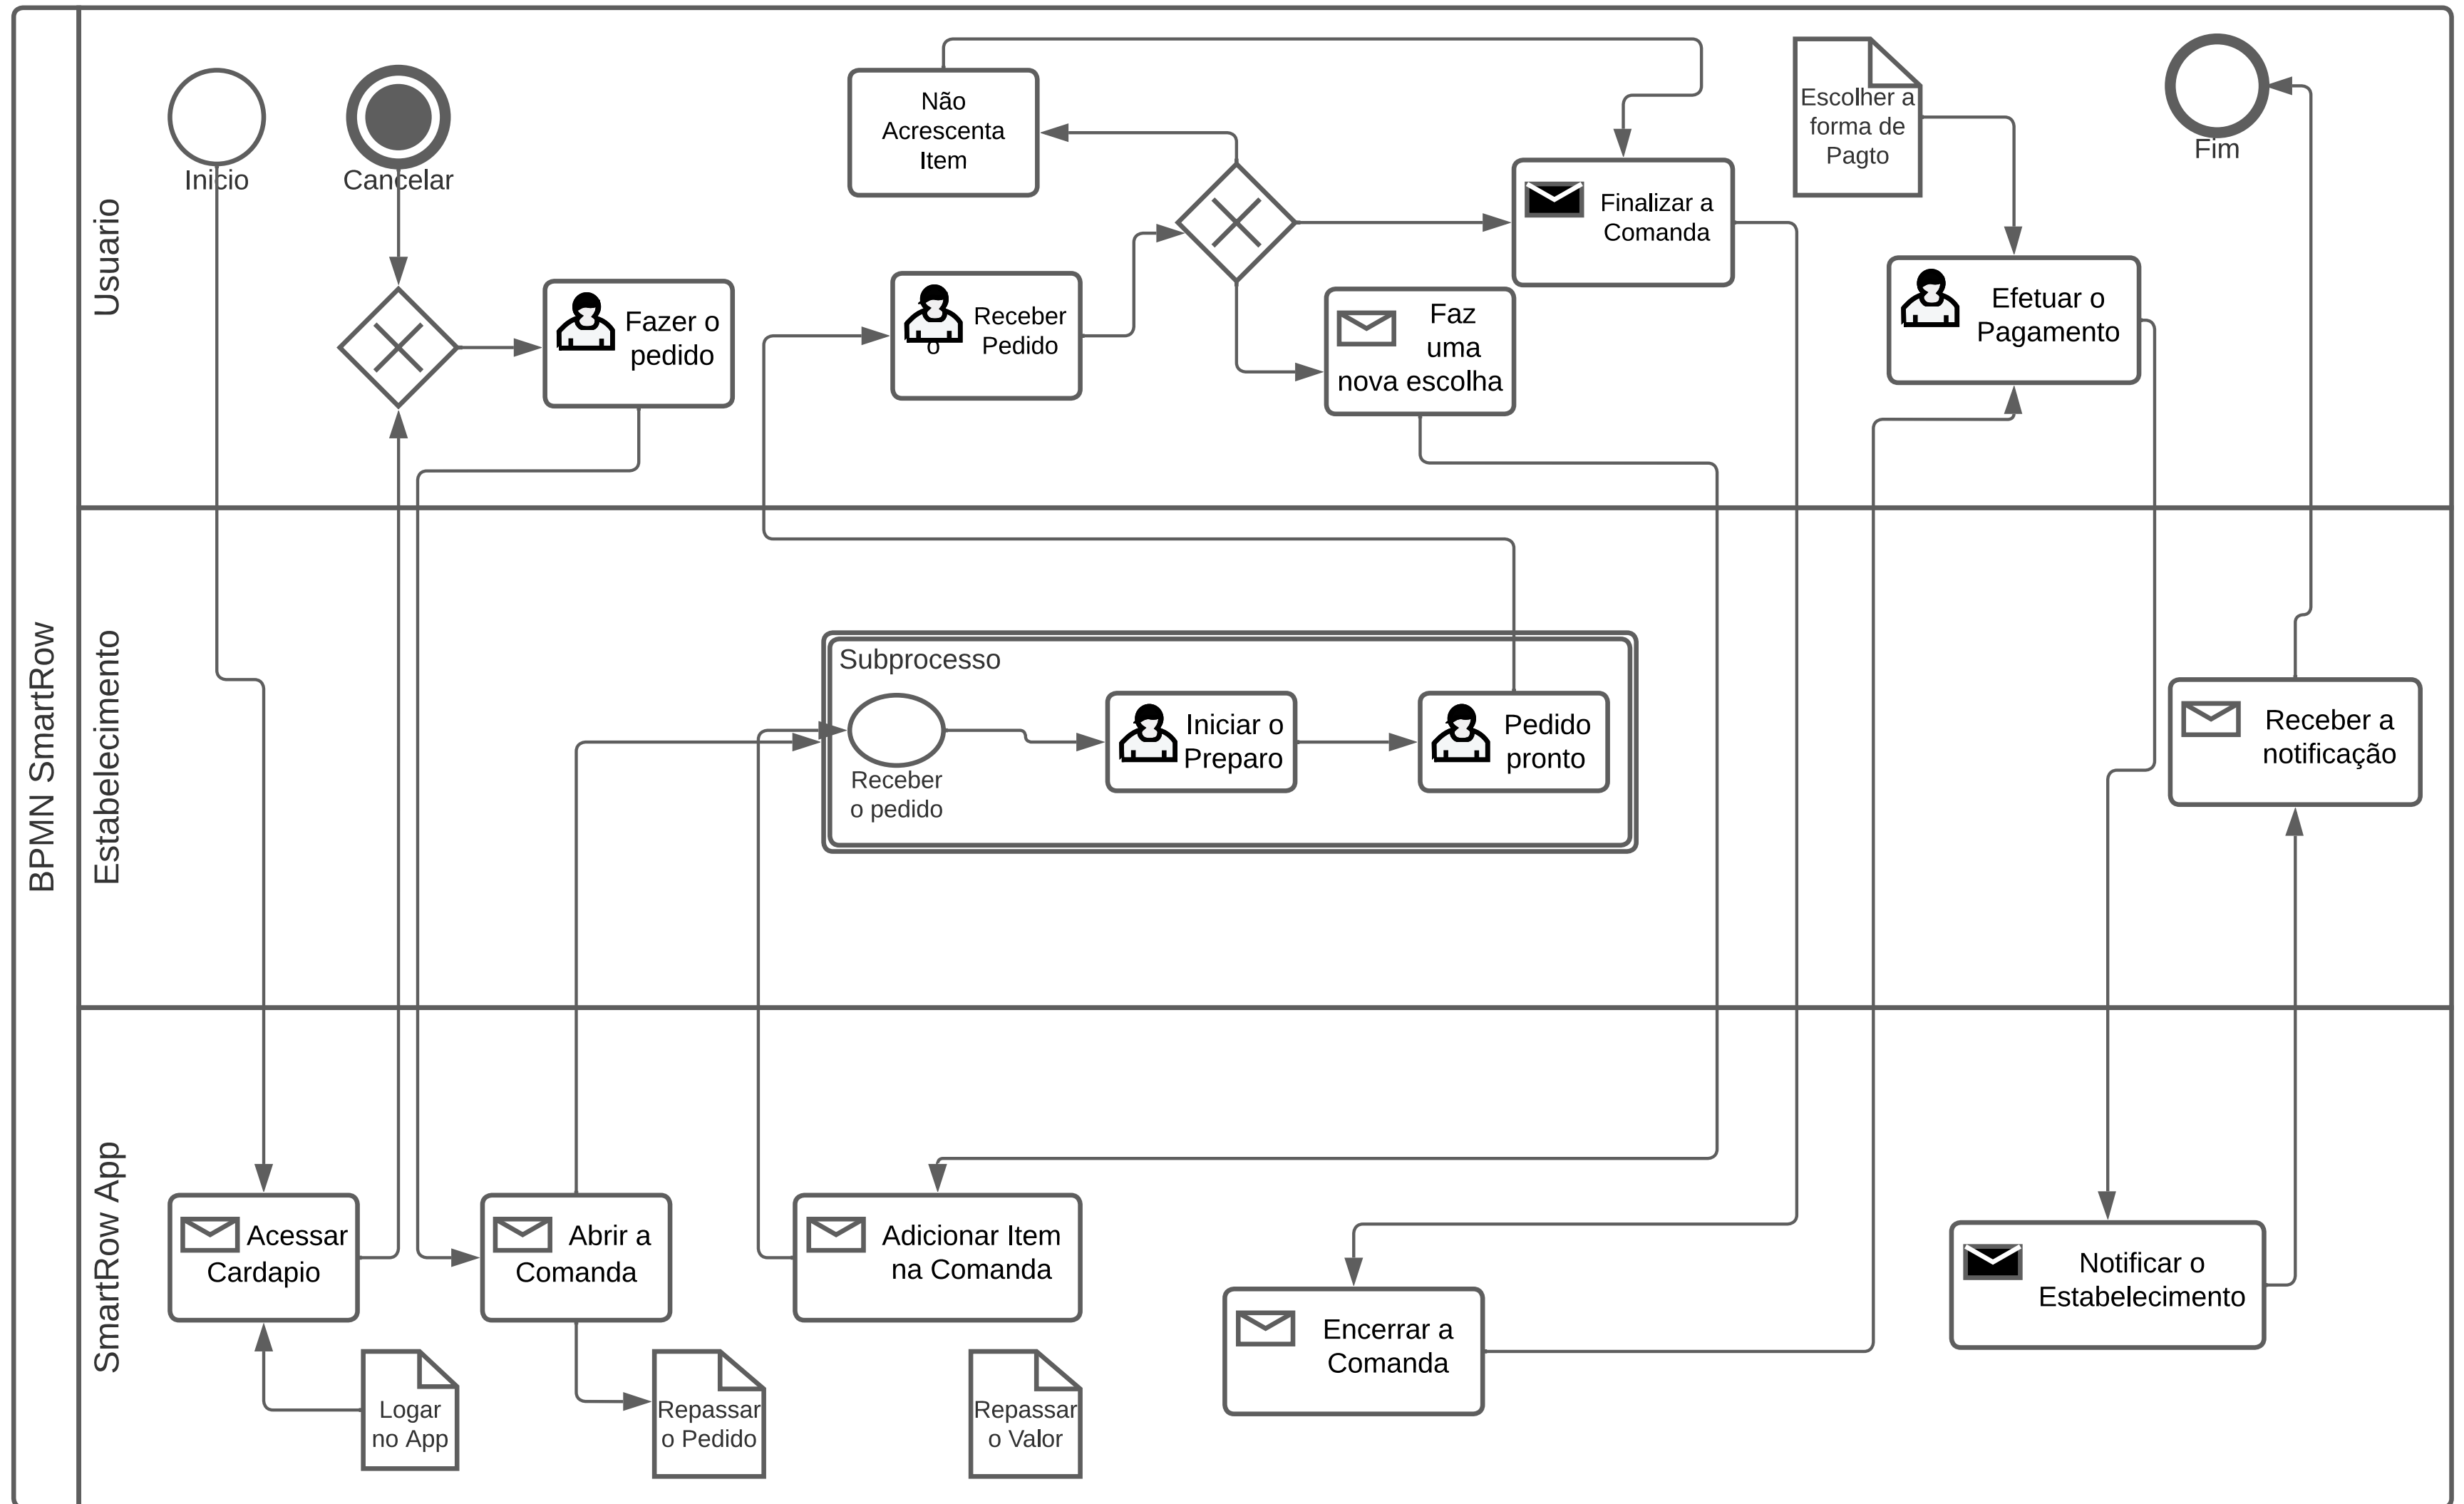 BPMN SmartRow
Usuario
Inicio
Cancelar
Fazer o
pedido
Não
Acrescenta
Item
o
Receber
Pedido
Finalizar a
Comanda
Faz
uma
nova escolha
Escolher a
forma de
Pagto
Efetuar o
Pagamento
Fim
Estabelecimento
Subprocesso
Receber
o pedido
Iniciar o
Preparo
Pedido
pronto
Receber a
notificação
SmartRow App
Acessar
Cardapio
Abrir a
Comanda
Adicionar Item
na Comanda
Encerrar a
Comanda
Notificar o
Estabelecimento
Logar
no App
Repassar
o Pedido
Repassar
o Valor